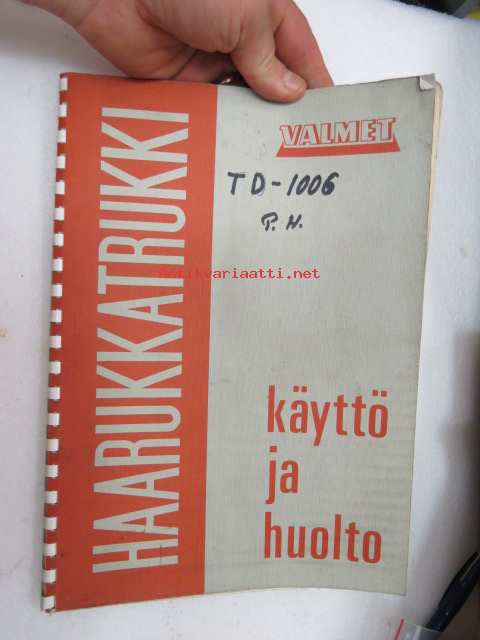 HAARUKKATRUKKI
VALMET
TD-1006
P.H.
antikvariaatti.net
käyttö
ja
huolto